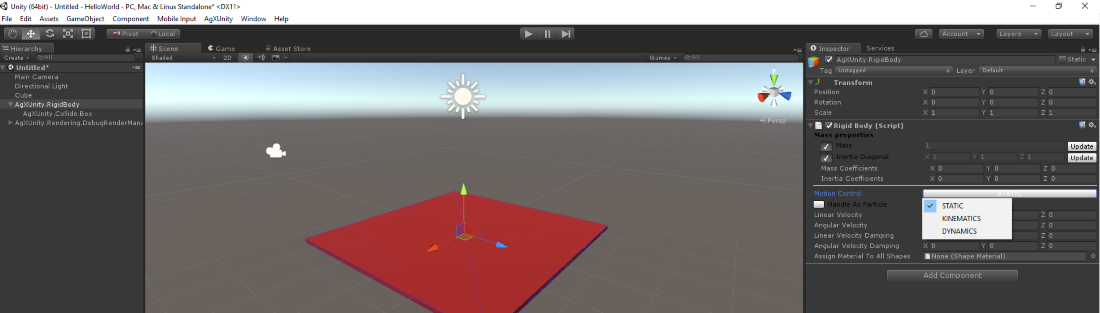 Unity (64bit) - Untitled - HelloWorld - PC, Mac & Linux Standalone* <DX11>
File Edit Assets GameObject Component Mobile Input AgXUnity Window Help
Pivot Local Account Layers Layout
Hierarchy
Create All
Untitled*
Main Camera
Directional Light
Cube
AgXUnity.RigidBody
AgXUnity.Collide.Box
AgXUnity.Rendering.DebugRenderMana
Scene Game Asset Store
Shaded 2D Gizmos All
Persp
Inspector Services
AgXUnity.RigidBody Static
Tag Untagged Layer Default
Transform
Position X 0 Y 0 Z 0
Rotation X 0 Y 0 Z 0
Scale X 1 Y 1 Z 1
Rigid Body (Script)
Mass properties
Mass 1 Update
Inertia Diagonal X 1 Y 1 Z 1 Update
Mass Coefficients X 0 Y 0 Z 0
Inertia Coefficients X 0 Y 0 Z 0
Motion Control
Handle As Particle
STATIC
KINEMATICS
DYNAMICS
Linear Velocity Z 0
Angular Velocity Z 0
Linear Velocity Damping Z 0
Angular Velocity Damping X 0 Y 0 Z 0
Assign Material To All Shapes None (Shape Material)
Add Component